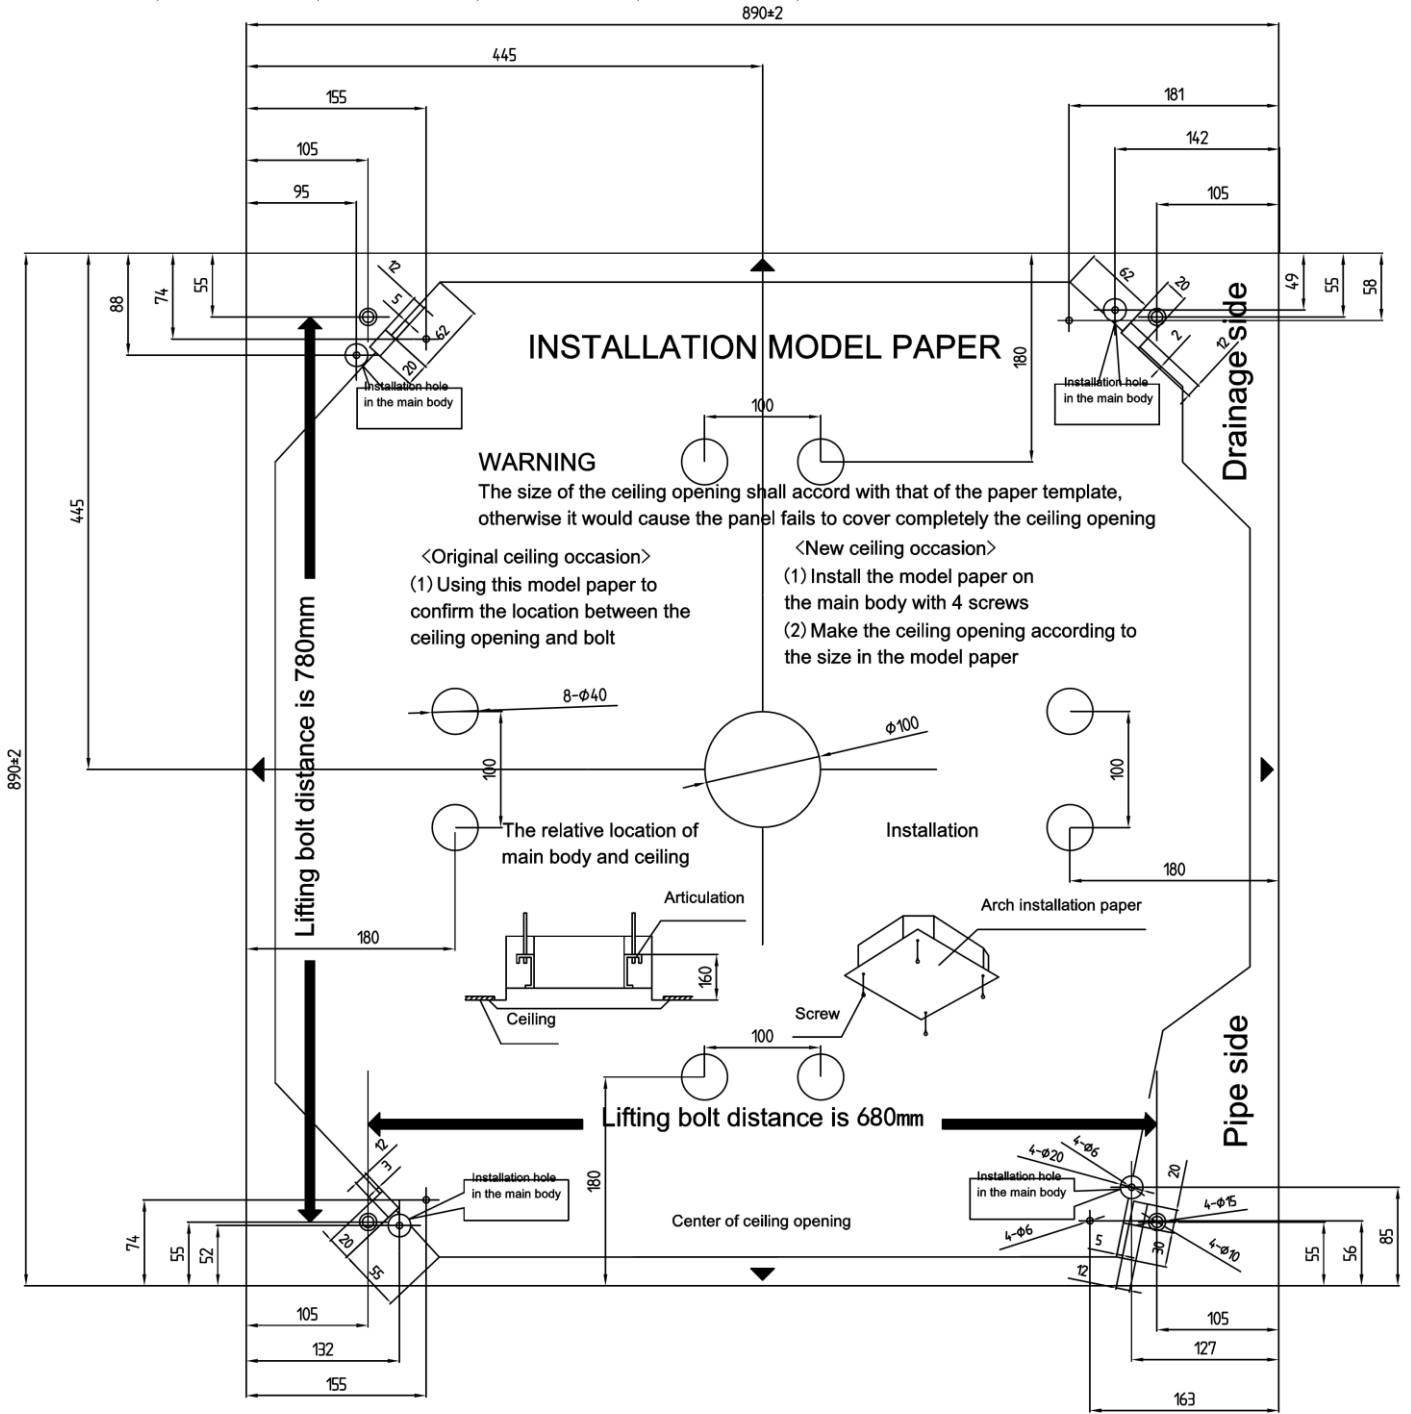 890±2
445
155
181
105
142
95
105
88
74
55
12
5
62
20
62
20
2
12
49
55
58
INSTALLATION MODEL PAPER
180
Drainage side
Installation hole
in the main body
Installation hole
in the main body
100
WARNING
The size of the ceiling opening shall accord with that of the paper template,
otherwise it would cause the panel fails to cover completely the ceiling opening
445
<Original ceiling occasion>
(1) Using this model paper to
confirm the location between the
ceiling opening and bolt
<New ceiling occasion>
(1) Install the model paper on
the main body with 4 screws
(2) Make the ceiling opening according to
the size in the model paper
Lifting bolt distance is 780mm
8-φ40
φ100
890±2
100
100
The relative location of
main body and ceiling
Installation
180
Articulation
Arch installation paper
180
160
Ceiling
Screw
100
Pipe side
Lifting bolt distance is 680mm
12
3
4-φ20
4-φ6
Installation hole
in the main body
Installation hole
in the main body
20
180
4-φ15
74
55
52
20
55
Center of ceiling opening
4-φ6
5
30
4-φ10
12
55
56
85
105
105
132
127
155
163